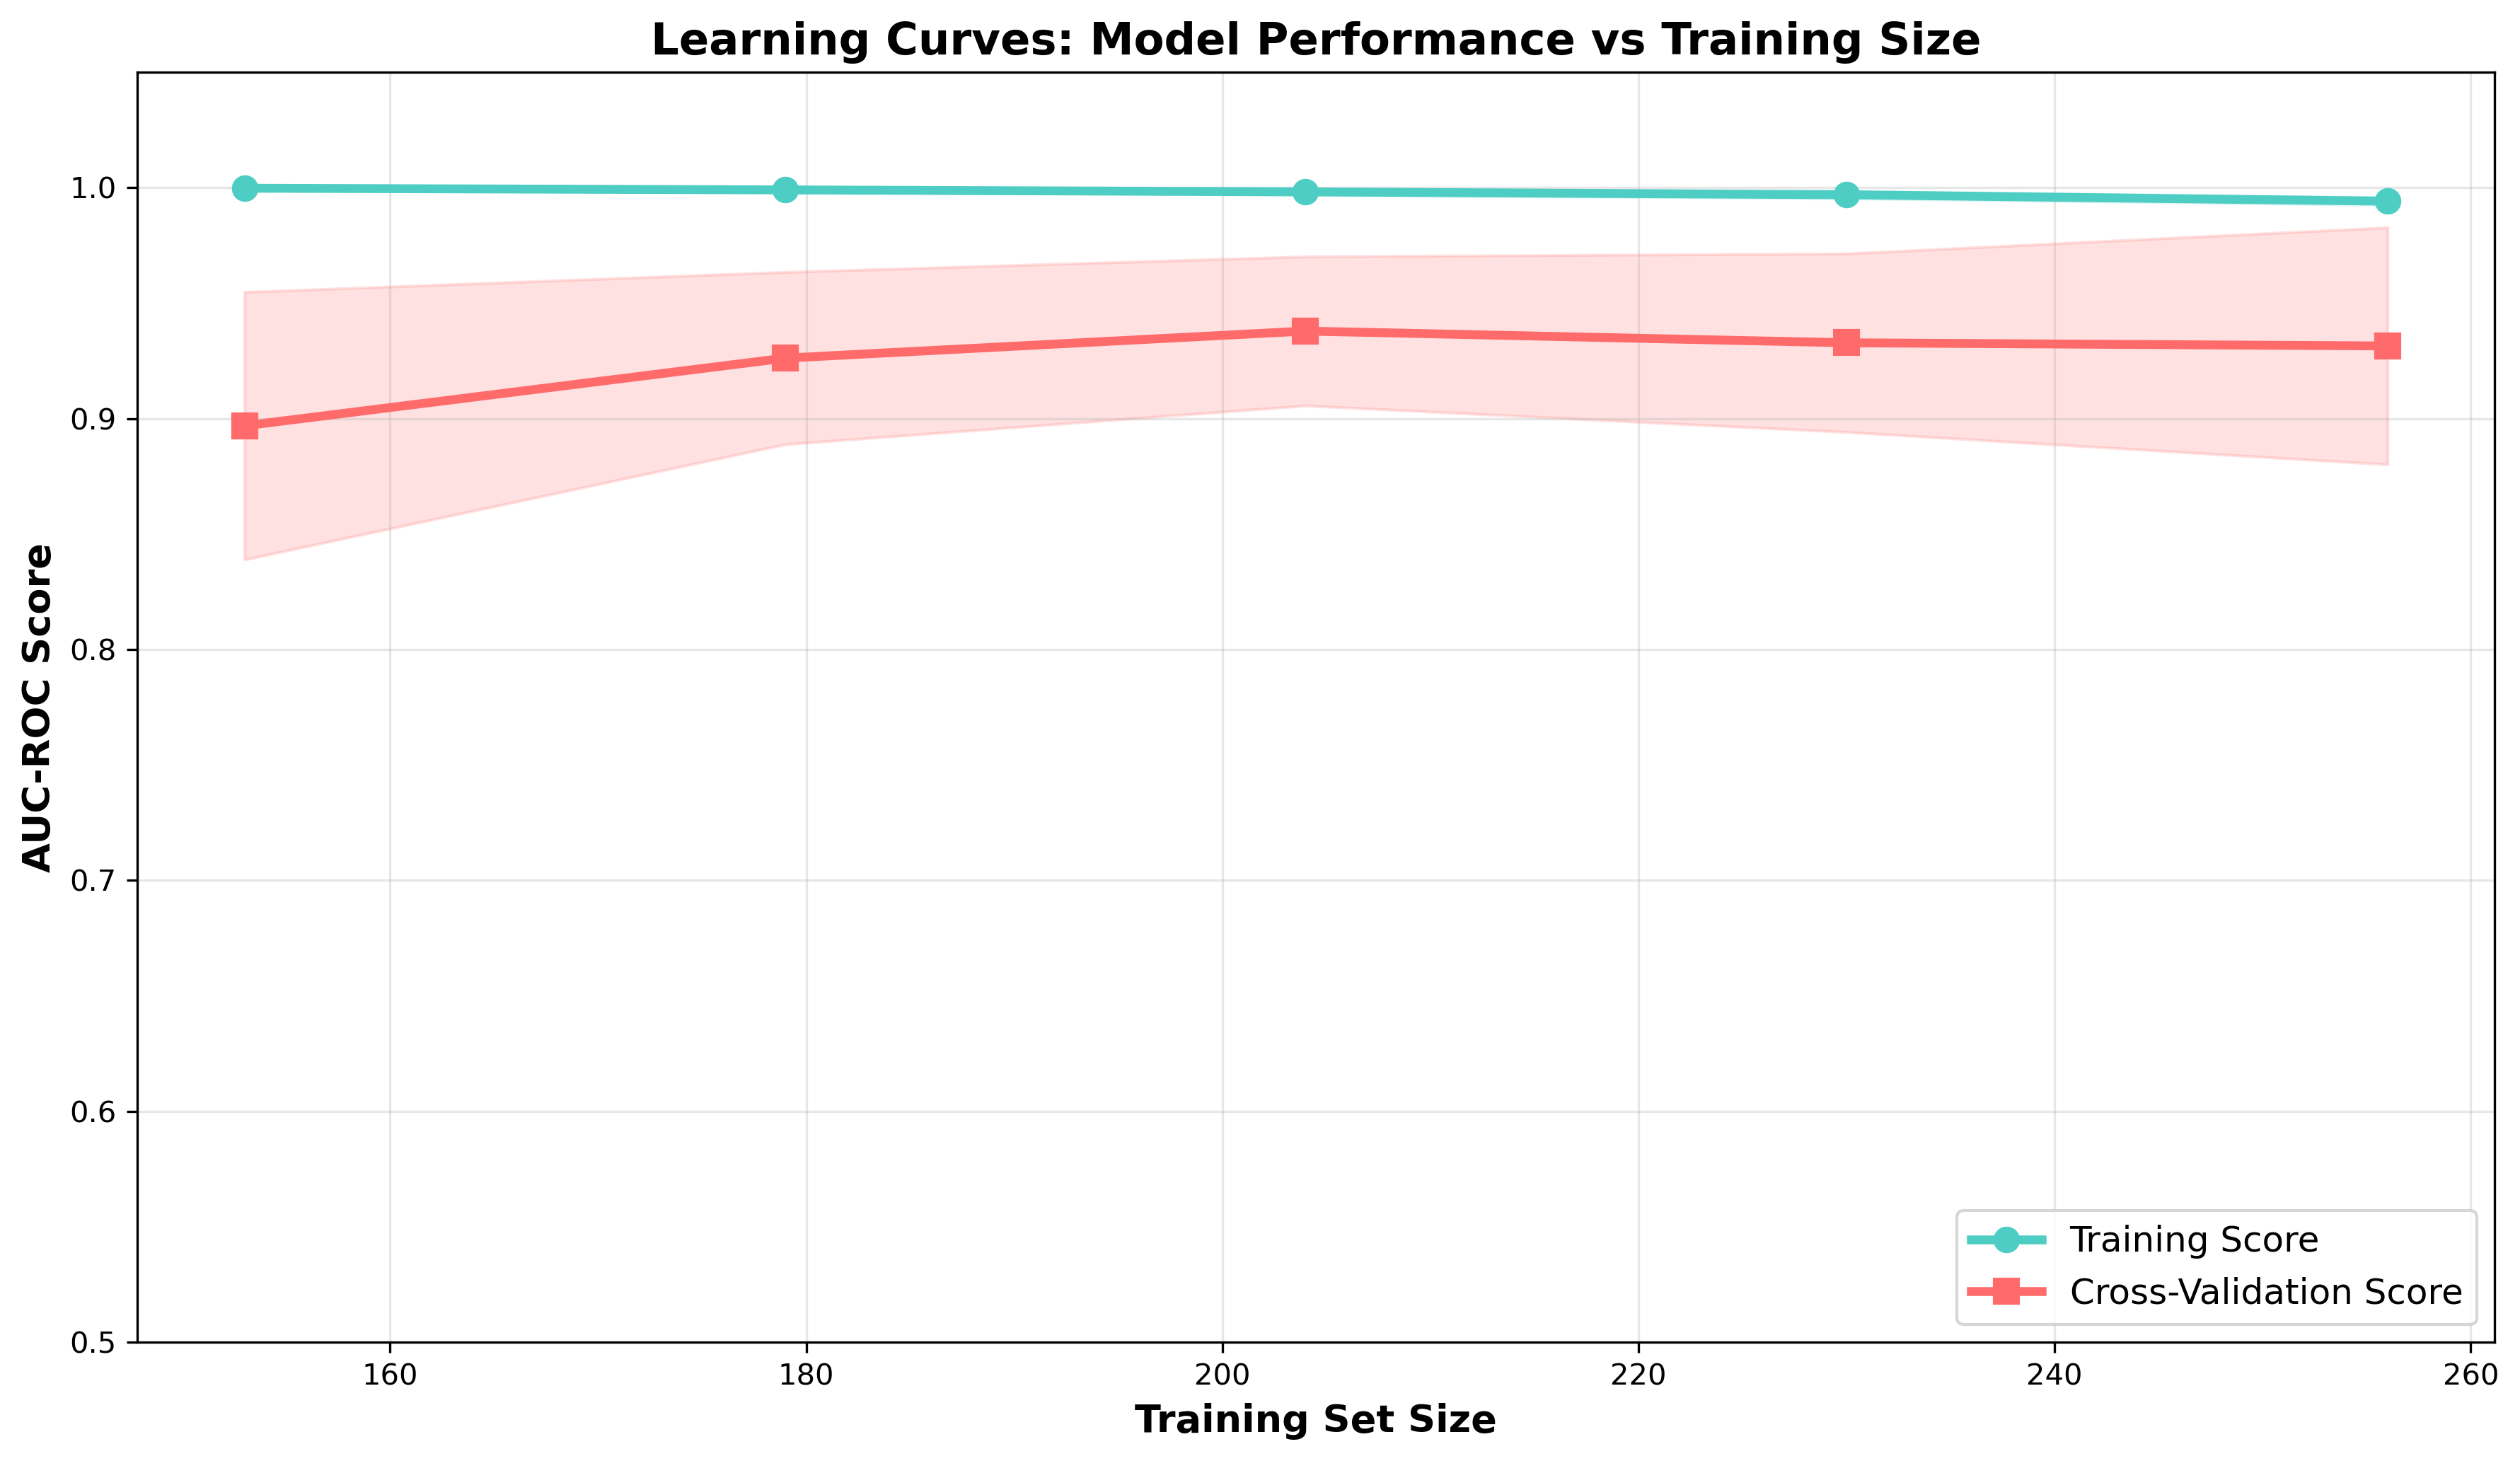 Learning Curves: Model Performance vs Training Size
AUC-ROC Score
1.0
0.9
0.8
0.7
0.6
0.5
160 180 200 220 240 260
Training Set Size
Training Score
Cross-Validation Score